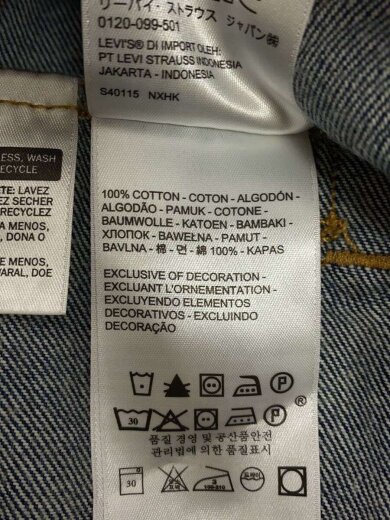 リーバイ・ストラウス ジャパン㈱
0120-099-501
LEVI'S® DI IMPORT OLEH:
PT LEVI STRAUSS INDONESIA
JAKARTA - INDONESIA
S40115 NXHK
ESS, WASH
ECYCLE
TE: LAVEZ
Z SECHER
RECYCLEZ
A MENOS,
, DONA O
E MENOS,
VARAL, DOE
100% COTTON - COTON - ALGODÓN -
ALGODÃO - PAMUK - COTONE -
BAUMWOLLE - KATOEN - BAMBAKI -
ХЛОПОК - BAWEŁNA - PAMUT -
BAVLNA - 棉 - 면 - 綿 100% - KAPAS
EXCLUSIVE OF DECORATION -
EXCLUANT L'ORNEMENTATION -
EXCLUYENDO ELEMENTOS
DECORATIVOS - EXCLUINDO
DECORAÇÃO
P
®
30 P
품질 경영 및 공산품안전
관리법에 의한 품질표시
30